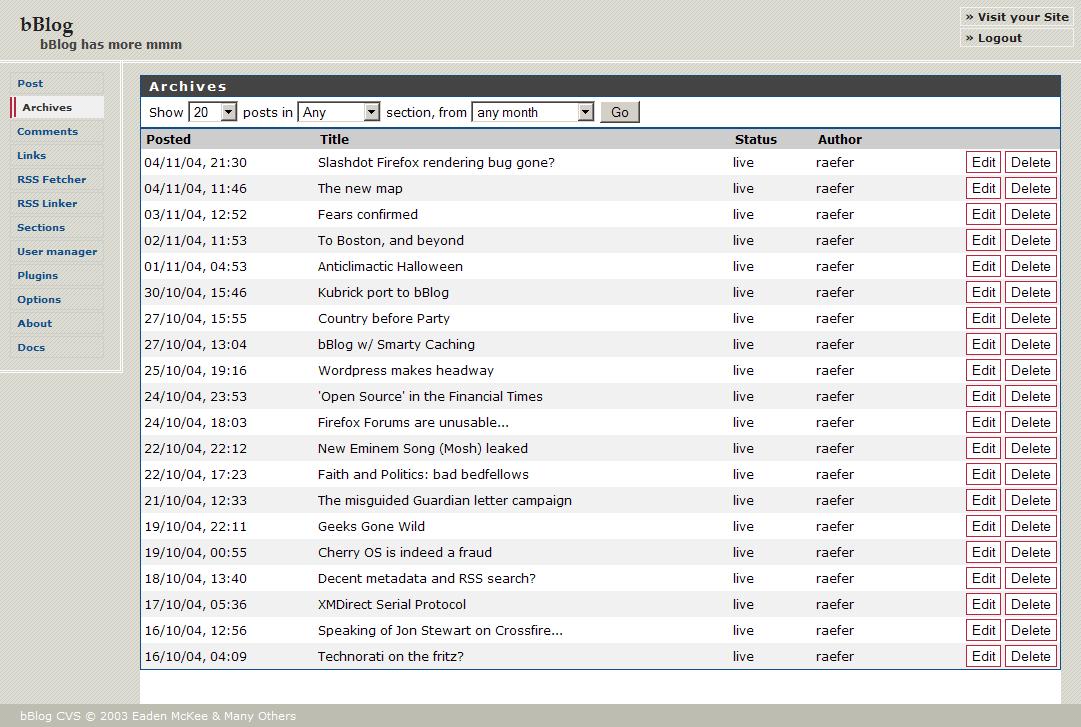 bBlog
bBlog has more mmm
» Visit your Site
» Logout
Post
Archives
Comments
Links
RSS Fetcher
RSS Linker
Sections
User manager
Plugins
Options
About
Docs
Archives
Show 20 posts in Any section, from any month Go
Posted Title Status Author
04/11/04, 21:30 Slashdot Firefox rendering bug gone? live raefer Edit Delete
04/11/04, 11:46 The new map live raefer Edit Delete
03/11/04, 12:52 Fears confirmed live raefer Edit Delete
02/11/04, 11:53 To Boston, and beyond live raefer Edit Delete
01/11/04, 04:53 Anticlimactic Halloween live raefer Edit Delete
30/10/04, 15:46 Kubrick port to bBlog live raefer Edit Delete
27/10/04, 15:55 Country before Party live raefer Edit Delete
27/10/04, 13:04 bBlog w/ Smarty Caching live raefer Edit Delete
25/10/04, 19:16 Wordpress makes headway live raefer Edit Delete
24/10/04, 23:53 'Open Source' in the Financial Times live raefer Edit Delete
24/10/04, 18:03 Firefox Forums are unusable... live raefer Edit Delete
22/10/04, 22:12 New Eminem Song (Mosh) leaked live raefer Edit Delete
22/10/04, 17:23 Faith and Politics: bad bedfellows live raefer Edit Delete
21/10/04, 12:33 The misguided Guardian letter campaign live raefer Edit Delete
19/10/04, 22:11 Geeks Gone Wild live raefer Edit Delete
19/10/04, 00:55 Cherry OS is indeed a fraud live raefer Edit Delete
18/10/04, 13:40 Decent metadata and RSS search? live raefer Edit Delete
17/10/04, 05:36 XMDirect Serial Protocol live raefer Edit Delete
16/10/04, 12:56 Speaking of Jon Stewart on Crossfire... live raefer Edit Delete
16/10/04, 04:09 Technorati on the fritz? live raefer Edit Delete
bBlog CVS © 2003 Eaden McKee & Many Others